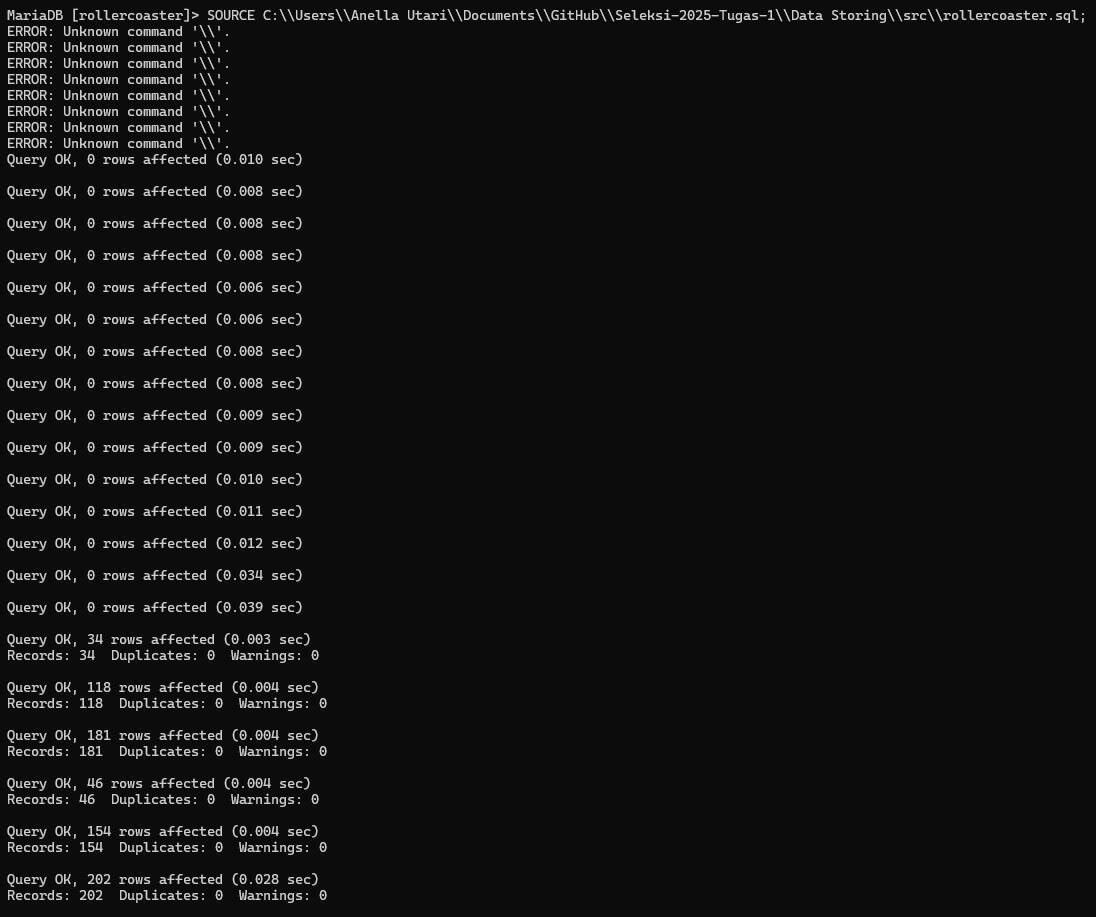 MariaDB [rollercoaster]> SOURCE C:\\Users\\Anella Utari\\Documents\\GitHub\\Seleksi-2025-Tugas-1\\Data Storing\\src\\rollercoaster.sql;
ERROR: Unknown command '\\'.
ERROR: Unknown command '\\'.
ERROR: Unknown command '\\'.
ERROR: Unknown command '\\'.
ERROR: Unknown command '\\'.
ERROR: Unknown command '\\'.
ERROR: Unknown command '\\'.
ERROR: Unknown command '\\'.
Query OK, 0 rows affected (0.010 sec)
Query OK, 0 rows affected (0.008 sec)
Query OK, 0 rows affected (0.008 sec)
Query OK, 0 rows affected (0.008 sec)
Query OK, 0 rows affected (0.006 sec)
Query OK, 0 rows affected (0.006 sec)
Query OK, 0 rows affected (0.008 sec)
Query OK, 0 rows affected (0.008 sec)
Query OK, 0 rows affected (0.009 sec)
Query OK, 0 rows affected (0.009 sec)
Query OK, 0 rows affected (0.010 sec)
Query OK, 0 rows affected (0.011 sec)
Query OK, 0 rows affected (0.012 sec)
Query OK, 0 rows affected (0.034 sec)
Query OK, 0 rows affected (0.039 sec)
Query OK, 34 rows affected (0.003 sec)
Records: 34  Duplicates: 0  Warnings: 0
Query OK, 118 rows affected (0.004 sec)
Records: 118  Duplicates: 0  Warnings: 0
Query OK, 181 rows affected (0.004 sec)
Records: 181  Duplicates: 0  Warnings: 0
Query OK, 46 rows affected (0.004 sec)
Records: 46  Duplicates: 0  Warnings: 0
Query OK, 154 rows affected (0.004 sec)
Records: 154  Duplicates: 0  Warnings: 0
Query OK, 202 rows affected (0.028 sec)
Records: 202  Duplicates: 0  Warnings: 0